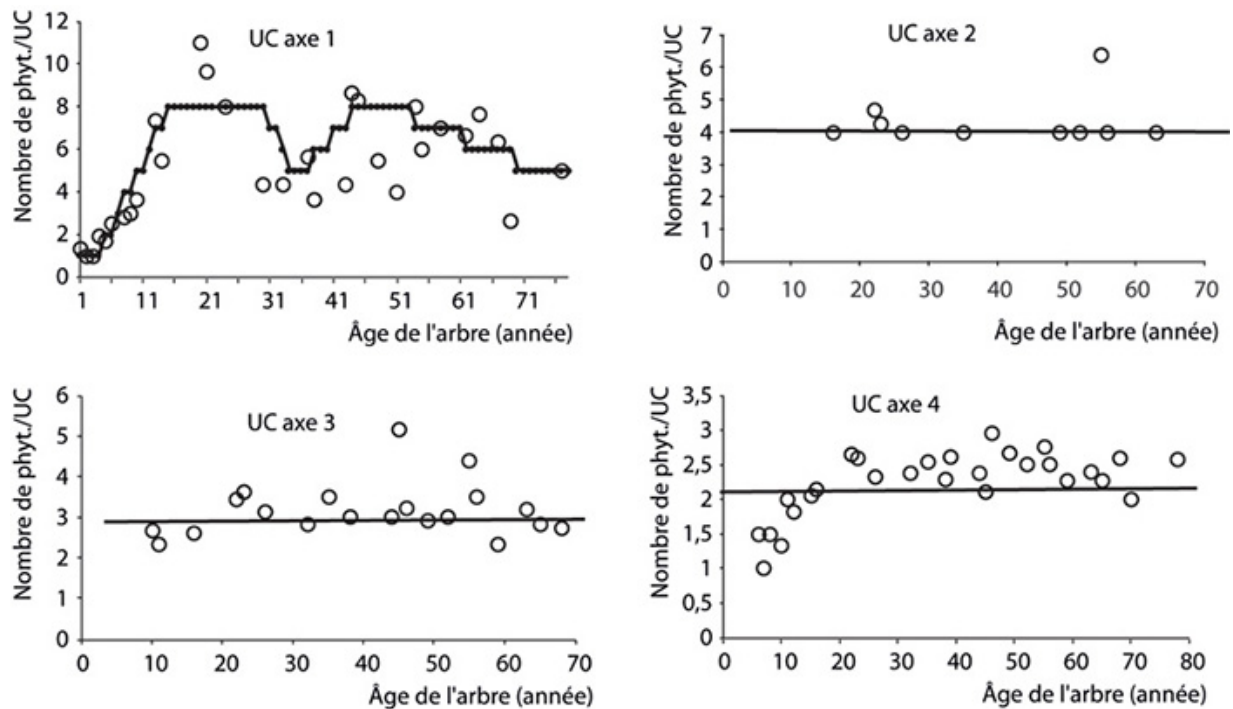 UC axe 1
Nombre de phyt./UC
12
10
8
6
4
2
0
1 11 21 31 41 51 61 71
Âge de l'arbre (année)
UC axe 2
Nombre de phyt./UC
7
6
5
4
3
2
1
0
0 10 20 30 40 50 60 70
Âge de l'arbre (année)
UC axe 3
Nombre de phyt./UC
6
5
4
3
2
1
0
0 10 20 30 40 50 60 70
Âge de l'arbre (année)
UC axe 4
Nombre de phyt./UC
3,5
3
2,5
2
1,5
1
0,5
0
0 10 20 30 40 50 60 70 80
Âge de l'arbre (année)